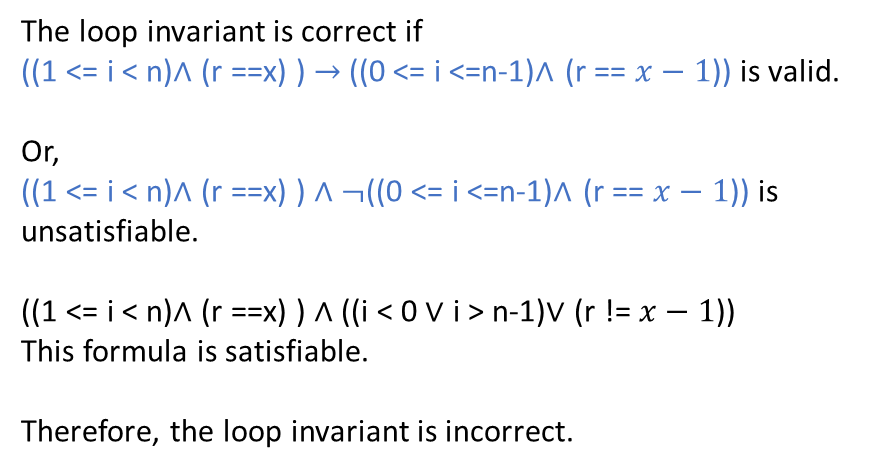 The loop invariant is correct if
((1 <= i < n)∧ (r ==x) ) → ((0 <= i <=n-1)∧ (r == 𝑥 − 1)) is valid.
Or,
((1 <= i < n)∧ (r ==x) ) ∧ ¬((0 <= i <=n-1)∧ (r == 𝑥 − 1)) is
unsatisfiable.
((1 <= i < n)∧ (r ==x) ) ∧ ((i < 0 ∨ i > n-1)∨ (r != 𝑥 − 1))
This formula is satisfiable.
Therefore, the loop invariant is incorrect.